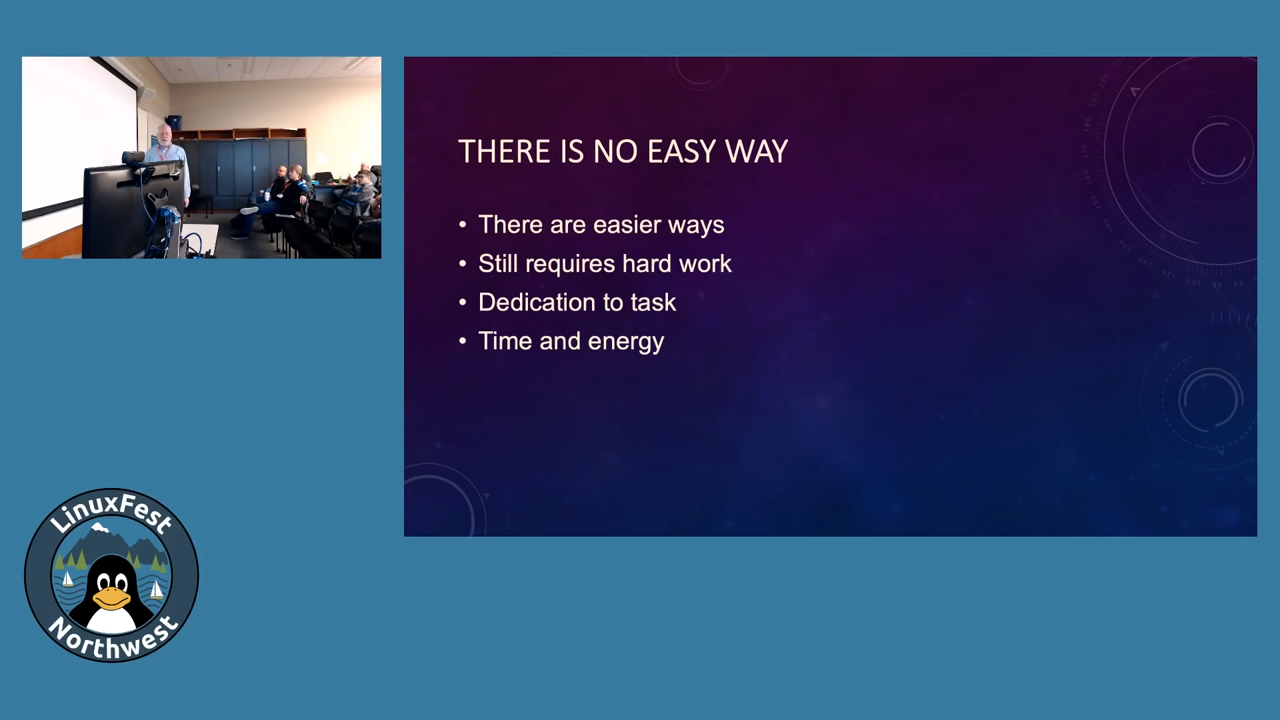 THERE IS NO EASY WAY
• There are easier ways
• Still requires hard work
• Dedication to task
• Time and energy
LinuxFest
Northwest